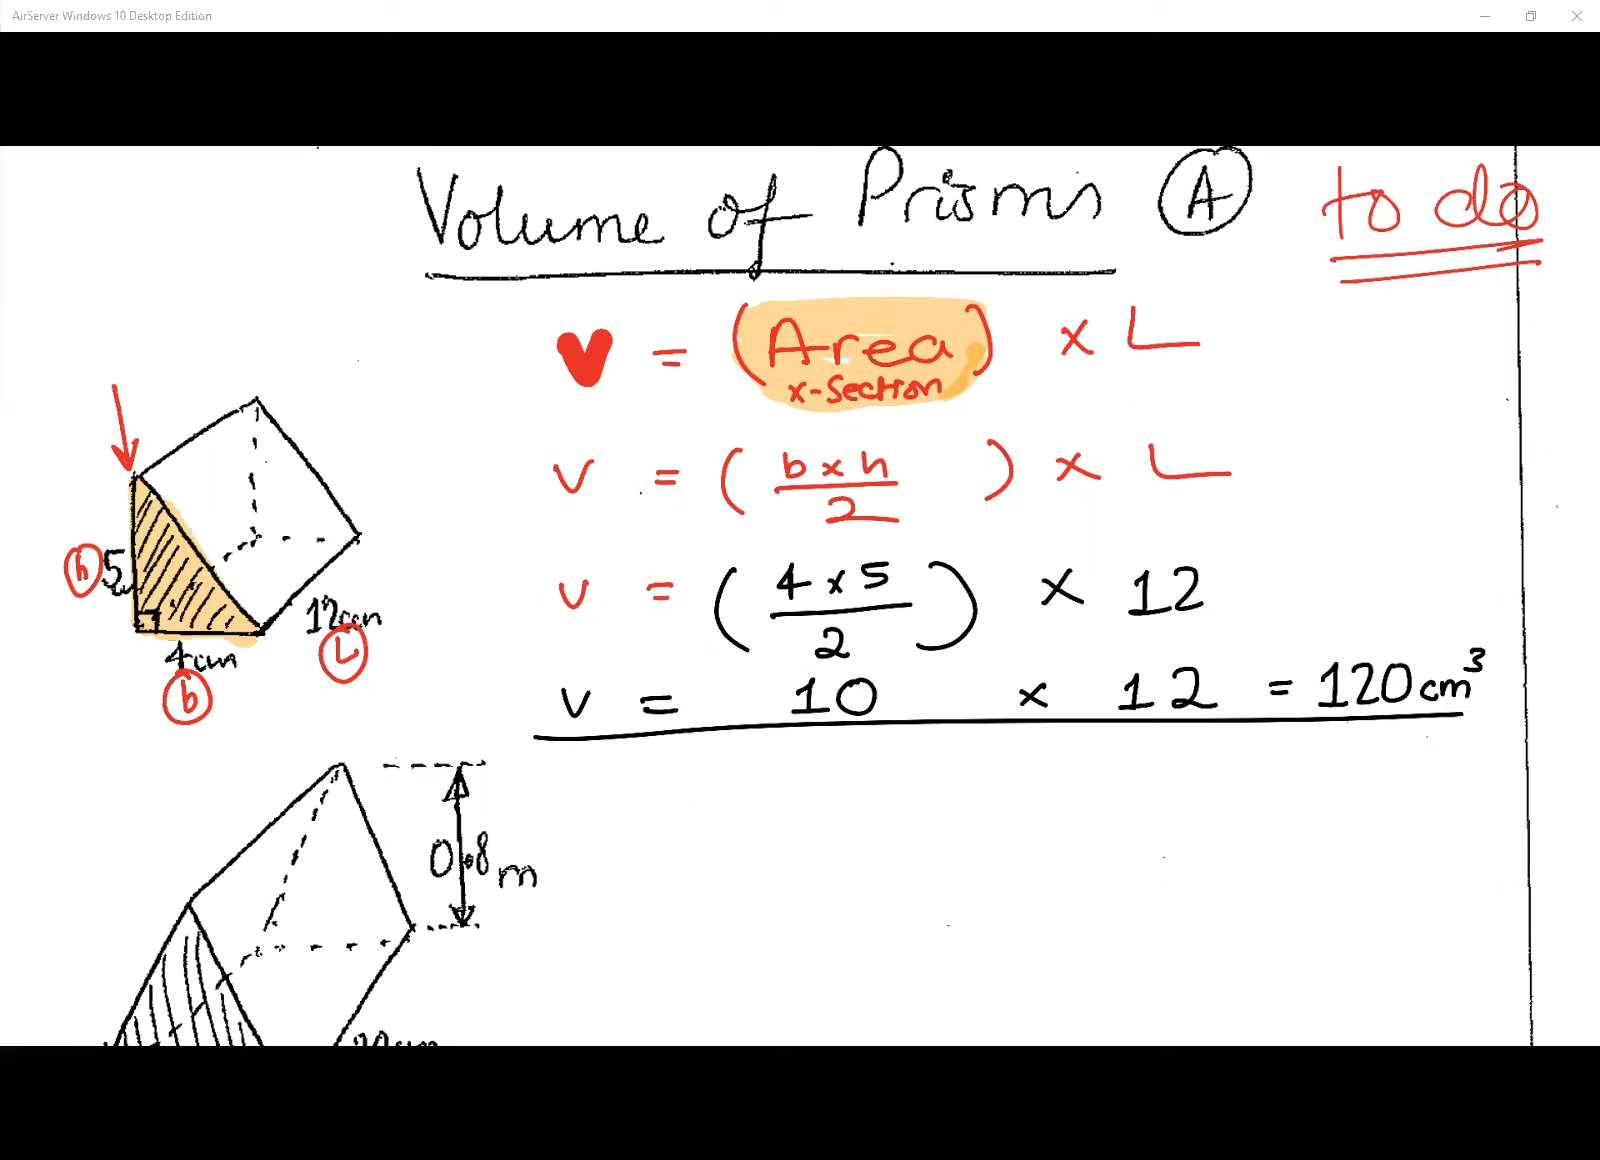 AirServer Windows 10 Desktop Edition
Volume of Prisms A to do
V = (Area x-section) × L
V = (b×h/2) × L
V = (4×5/2) × 12
V = 10 × 12 = 120cm³
h 5
12cm
L
4cm
b
0.8m